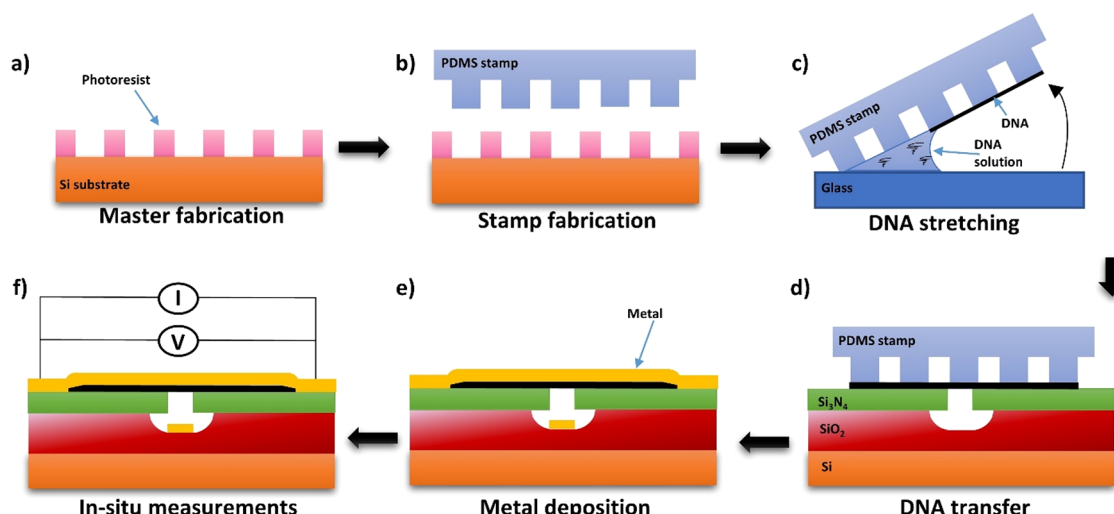 a)
Photoresist
Si substrate
Master fabrication
b)
PDMS stamp
Stamp fabrication
c)
PDMS stamp
DNA
DNA
solution
Glass
DNA stretching
f)
I
V
In-situ measurements
e)
Metal
Metal deposition
d)
PDMS stamp
Si₃N₄
SiO₂
Si
DNA transfer